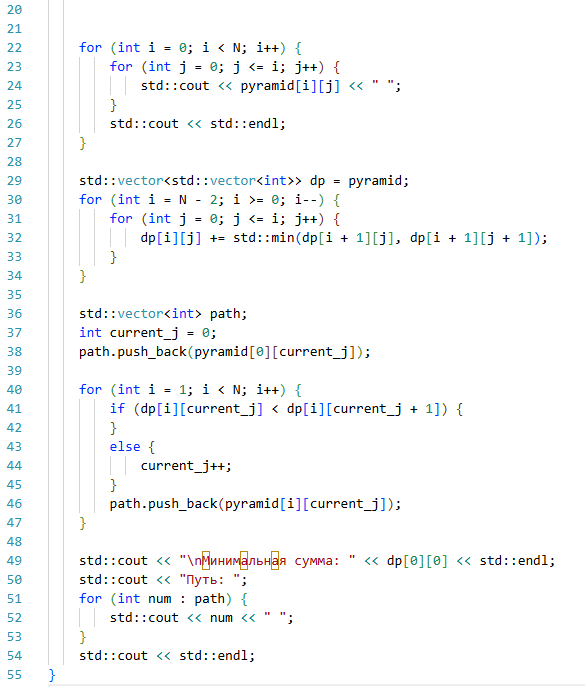 20
21
22 for (int i = 0; i < N; i++) {
23 for (int j = 0; j <= i; j++) {
24 std::cout << pyramid[i][j] << " ";
25 }
26 std::cout << std::endl;
27 }
28
29 std::vector<std::vector<int>> dp = pyramid;
30 for (int i = N - 2; i >= 0; i--) {
31 for (int j = 0; j <= i; j++) {
32 dp[i][j] += std::min(dp[i + 1][j], dp[i + 1][j + 1]);
33 }
34 }
35
36 std::vector<int> path;
37 int current_j = 0;
38 path.push_back(pyramid[0][current_j]);
39
40 for (int i = 1; i < N; i++) {
41 if (dp[i][current_j] < dp[i][current_j + 1]) {
42 }
43 else {
44 current_j++;
45 }
46 path.push_back(pyramid[i][current_j]);
47 }
48
49 std::cout << "\nМинимальная сумма: " << dp[0][0] << std::endl;
50 std::cout << "Путь: ";
51 for (int num : path) {
52 std::cout << num << " ";
53 }
54 std::cout << std::endl;
55 }